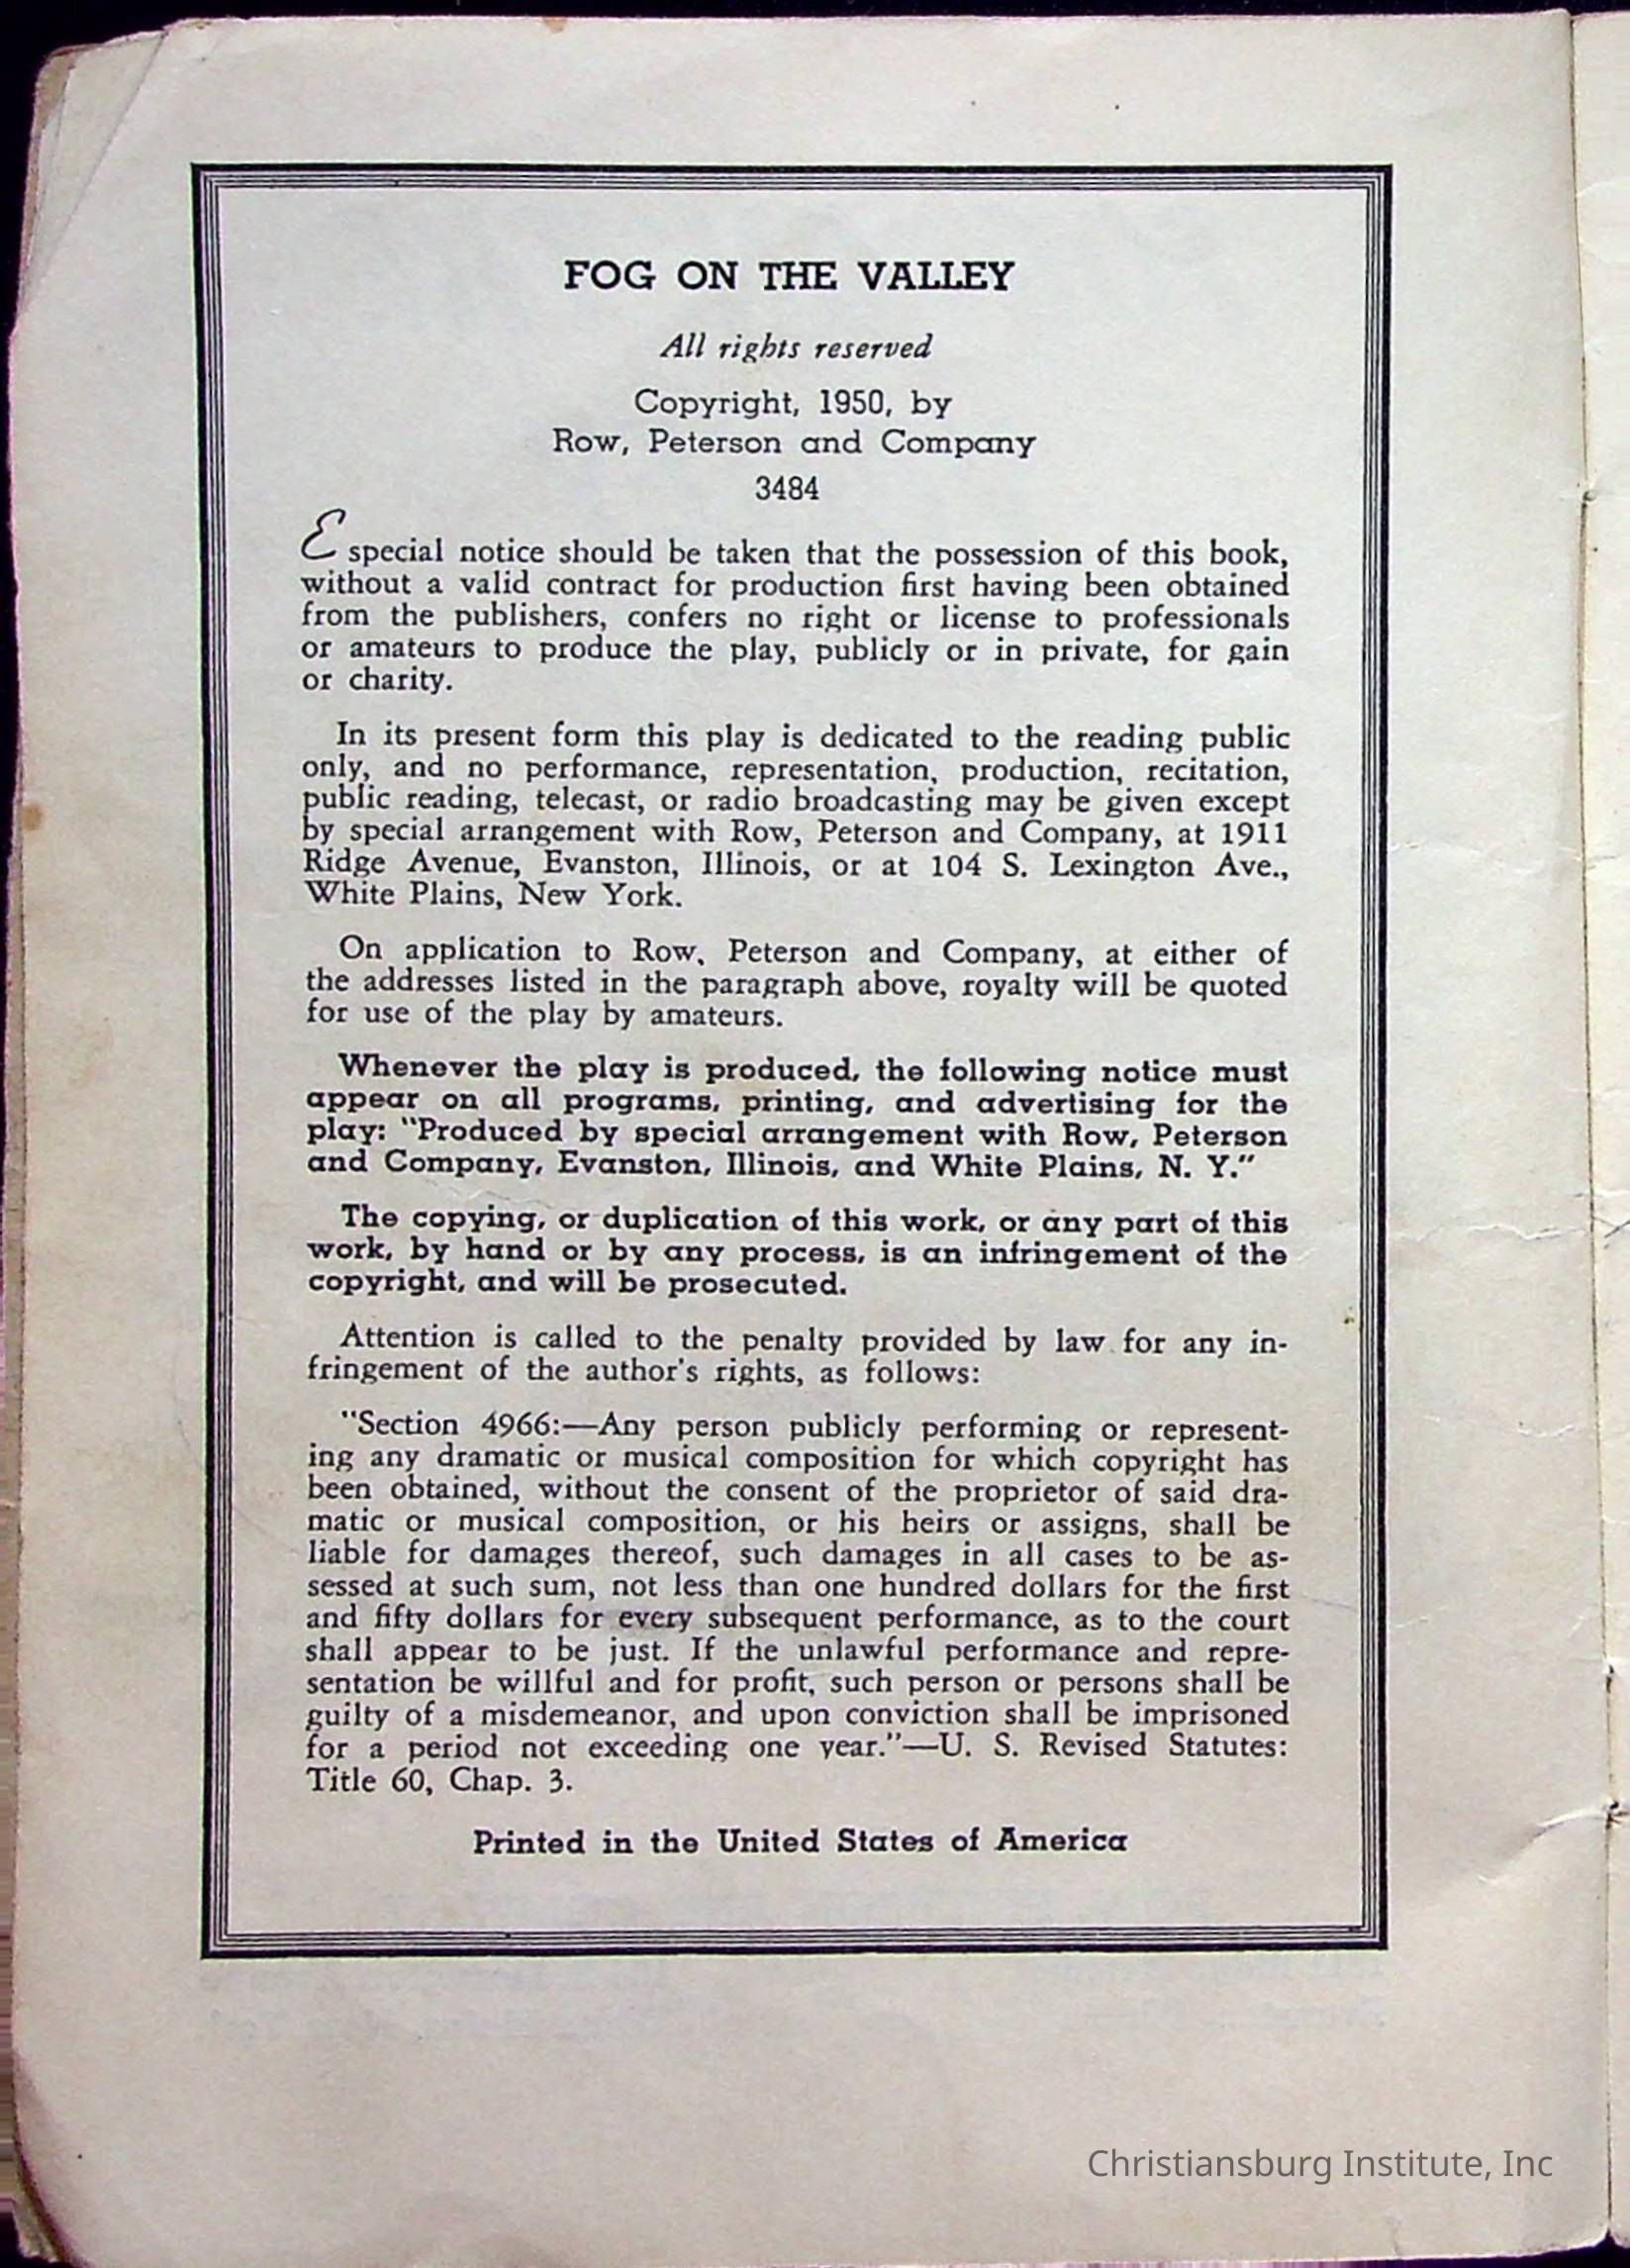 FOG ON THE VALLEY
All rights reserved
Copyright, 1950, by
Row, Peterson and Company
3484
Especial notice should be taken that the possession of this book,
without a valid contract for production first having been obtained
from the publishers, confers no right or license to professionals
or amateurs to produce the play, publicly or in private, for gain
or charity.
In its present form this play is dedicated to the reading public
only, and no performance, representation, production, recitation,
public reading, telecast, or radio broadcasting may be given except
by special arrangement with Row, Peterson and Company, at 1911
Ridge Avenue, Evanston, Illinois, or at 104 S. Lexington Ave.,
White Plains, New York.
On application to Row, Peterson and Company, at either of
the addresses listed in the paragraph above, royalty will be quoted
for use of the play by amateurs.
Whenever the play is produced, the following notice must
appear on all programs, printing, and advertising for the
play: "Produced by special arrangement with Row, Peterson
and Company, Evanston, Illinois, and White Plains, N. Y."
The copying, or duplication of this work, or any part of this
work, by hand or by any process, is an infringement of the
copyright, and will be prosecuted.
Attention is called to the penalty provided by law for any in-
fringement of the author's rights, as follows:
"Section 4966:—Any person publicly performing or represent-
ing any dramatic or musical composition for which copyright has
been obtained, without the consent of the proprietor of said dra-
matic or musical composition, or his heirs or assigns, shall be
liable for damages thereof, such damages in all cases to be as-
sessed at such sum, not less than one hundred dollars for the first
and fifty dollars for every subsequent performance, as to the court
shall appear to be just. If the unlawful performance and repre-
sentation be willful and for profit, such person or persons shall be
guilty of a misdemeanor, and upon conviction shall be imprisoned
for a period not exceeding one year."—U. S. Revised Statutes:
Title 60, Chap. 3.
Printed in the United States of America
Christiansburg Institute, Inc